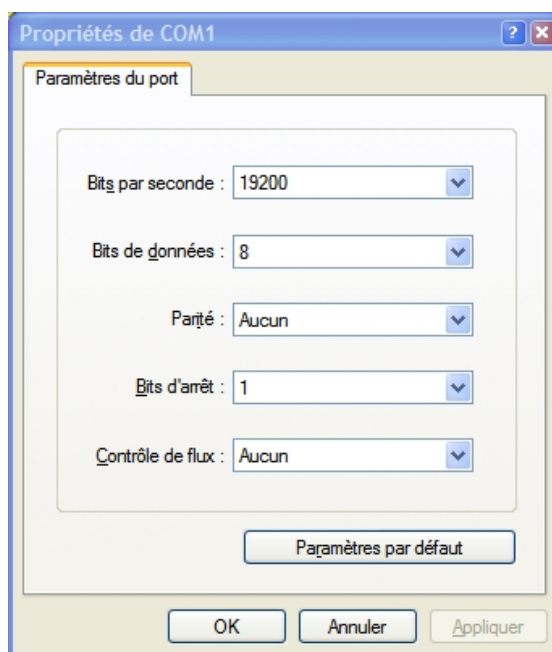 Propriétés de COM1
Paramètres du port
Bits par seconde : 19200
Bits de données : 8
Parité : Aucun
Bits d'arrêt : 1
Contrôle de flux : Aucun
Paramètres par défaut
OK Annuler Appliquer